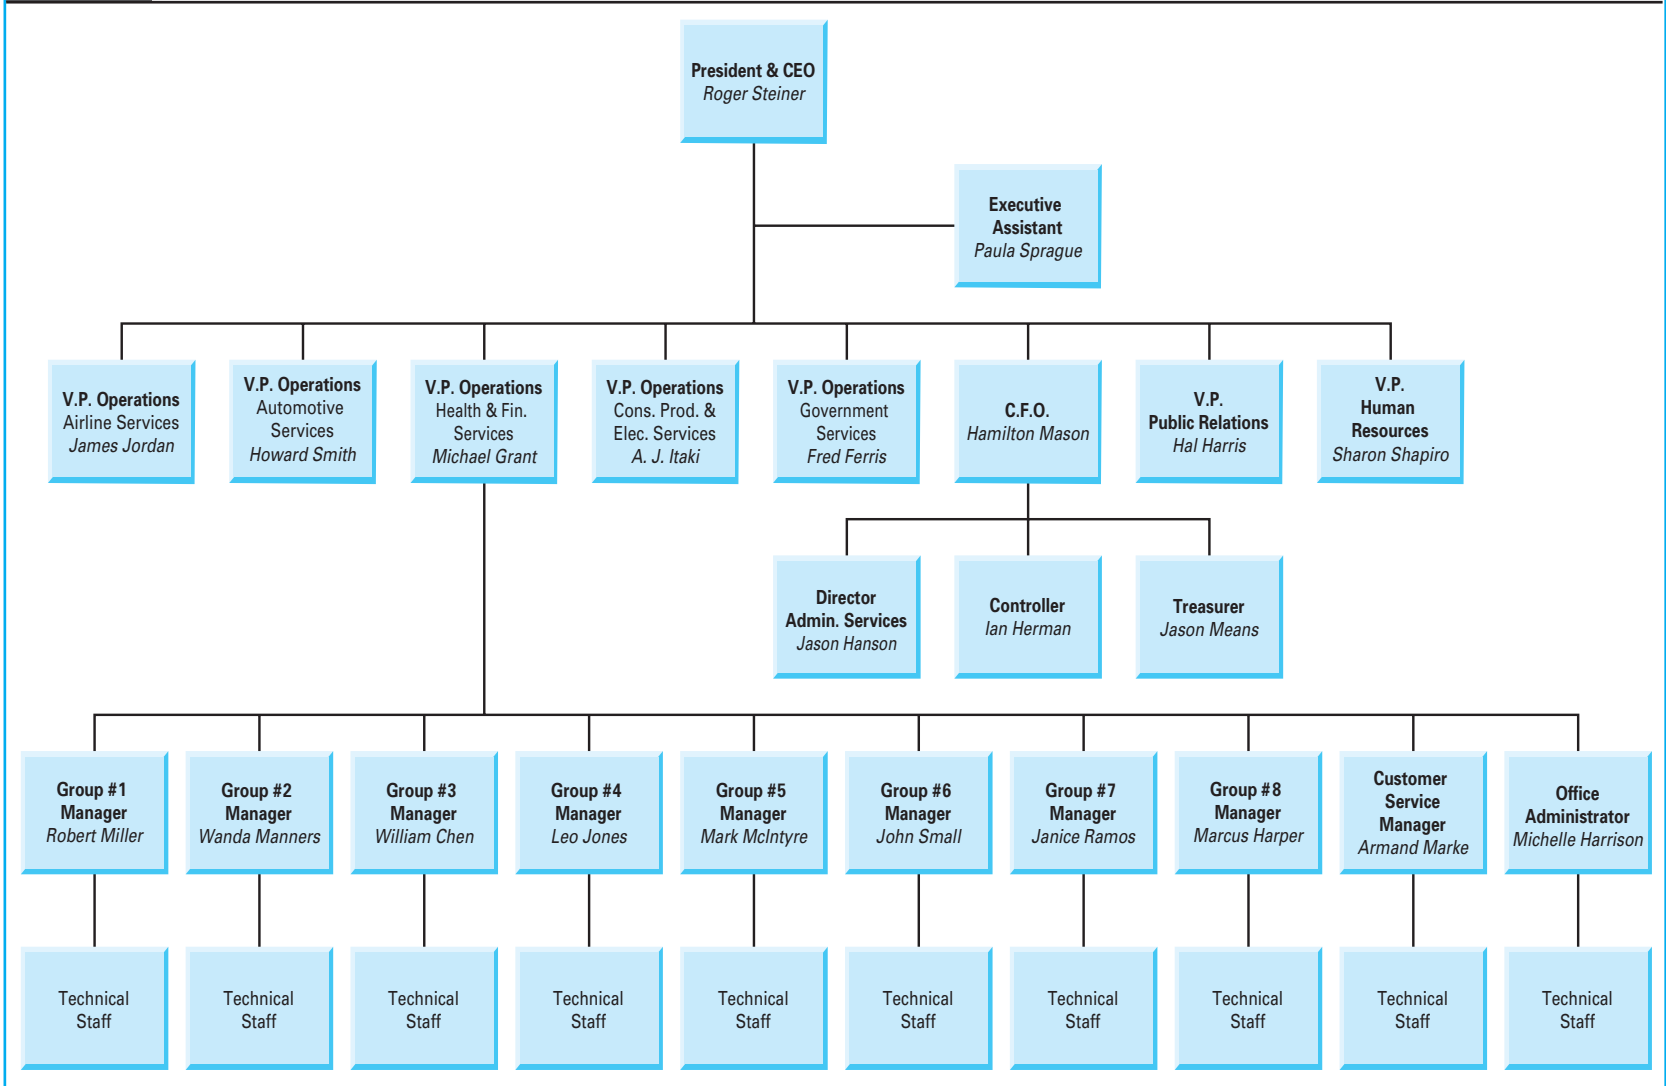 President & CEO
Roger Steiner
Executive
Assistant
Paula Sprague
V.P. Operations
Airline Services
James Jordan
V.P. Operations
Automotive
Services
Howard Smith
V.P. Operations
Health & Fin.
Services
Michael Grant
V.P. Operations
Cons. Prod. &
Elec. Services
A. J. Itaki
V.P. Operations
Government
Services
Fred Ferris
C.F.O.
Hamilton Mason
V.P.
Public Relations
Hal Harris
V.P.
Human
Resources
Sharon Shapiro
Director
Admin. Services
Jason Hanson
Controller
Ian Herman
Treasurer
Jason Means
Group #1
Manager
Robert Miller
Group #2
Manager
Wanda Manners
Group #3
Manager
William Chen
Group #4
Manager
Leo Jones
Group #5
Manager
Mark McIntyre
Group #6
Manager
John Small
Group #7
Manager
Janice Ramos
Group #8
Manager
Marcus Harper
Customer
Service
Manager
Armand Marke
Office
Administrator
Michelle Harrison
Technical
Staff
Technical
Staff
Technical
Staff
Technical
Staff
Technical
Staff
Technical
Staff
Technical
Staff
Technical
Staff
Technical
Staff
Technical
Staff